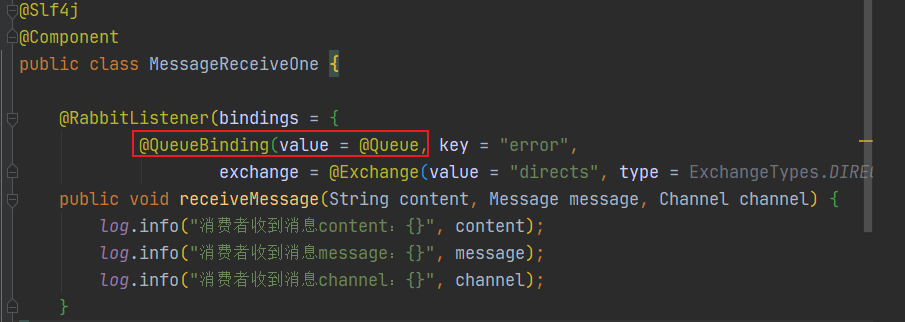 @Slf4j
@Component
public class MessageReceiveOne {
@RabbitListener(bindings = {
@QueueBinding(value = @Queue, key = "error",
exchange = @Exchange(value = "directs", type = ExchangeTypes.DIREC
public void receiveMessage(String content, Message message, Channel channel) {
log.info("消费者收到消息content：{}", content);
log.info("消费者收到消息message：{}", message);
log.info("消费者收到消息channel：{}", channel);
}